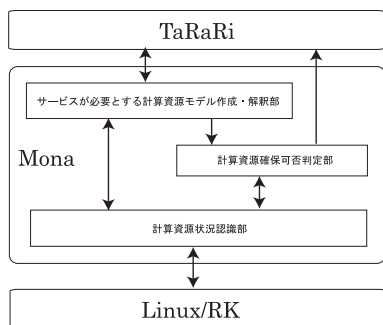 TaRaRi
サービスが必要とする計算資源モデル作成・解釈部
Mona
計算資源確保可否判定部
計算資源状況認識部
Linux/RK